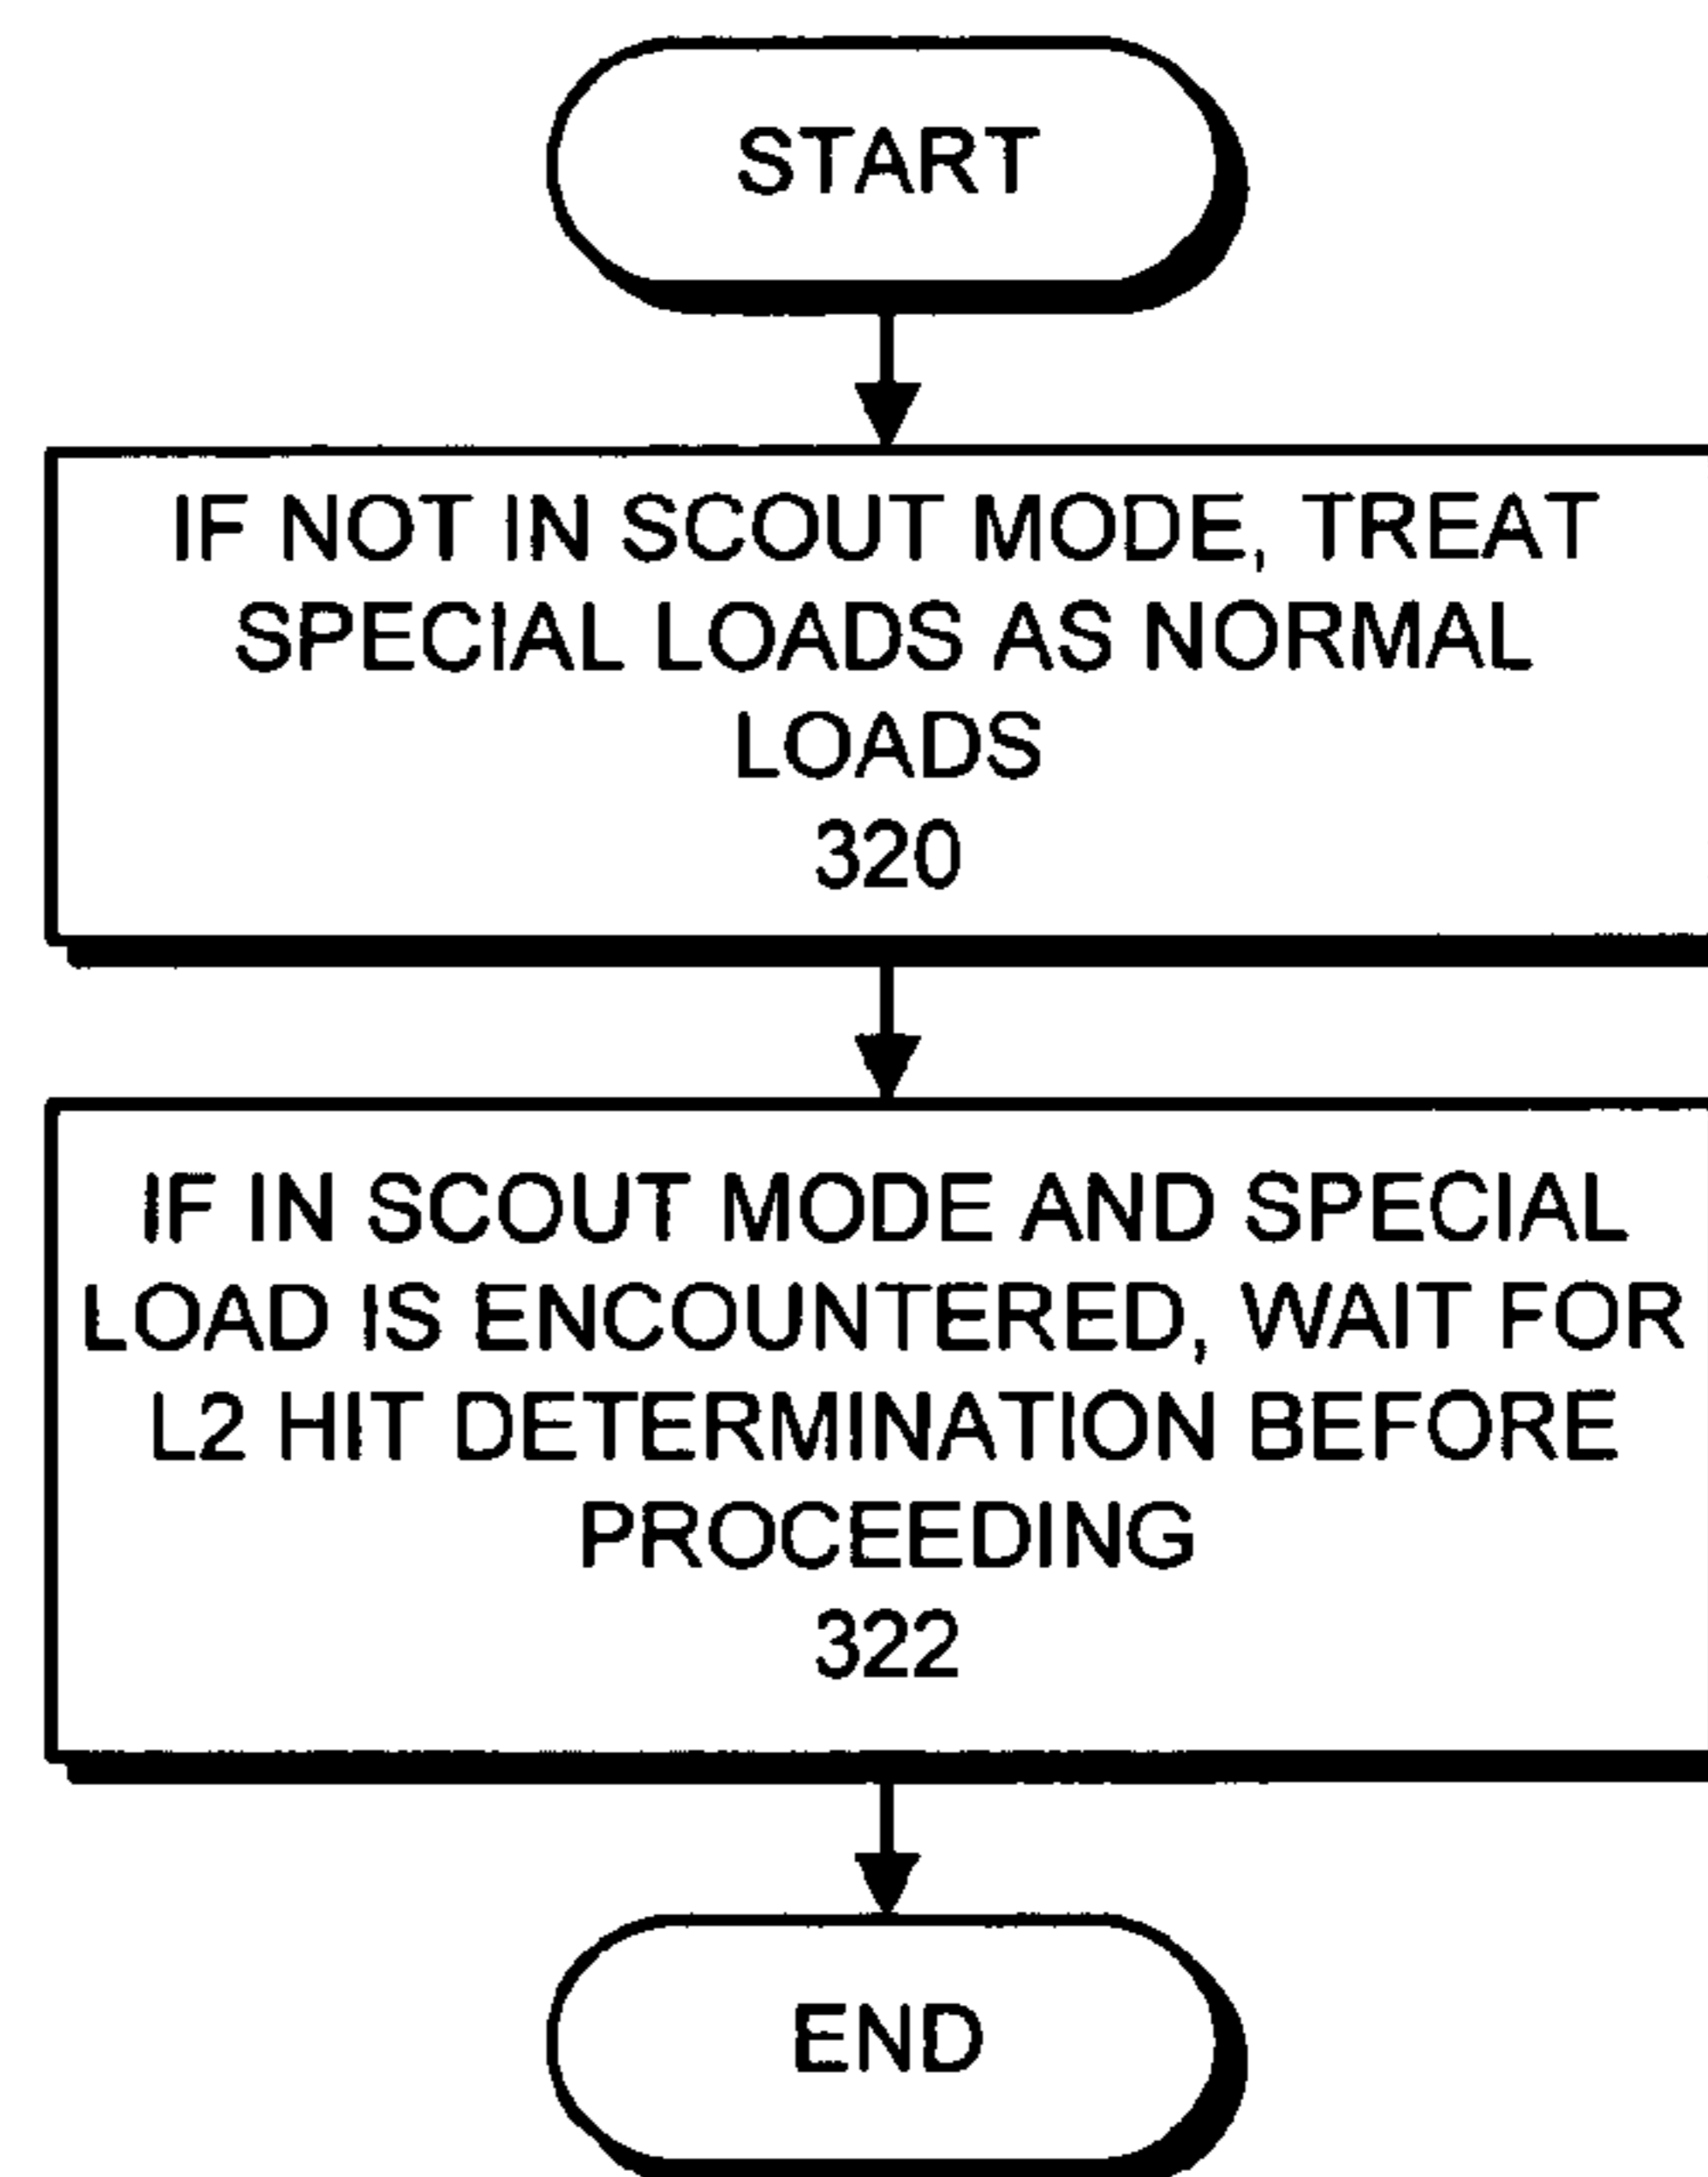 START
IF NOT IN SCOUT MODE, TREAT
SPECIAL LOADS AS NORMAL
LOADS
320
IF IN SCOUT MODE AND SPECIAL
LOAD IS ENCOUNTERED, WAIT FOR
L2 HIT DETERMINATION BEFORE
PROCEEDING
322
END